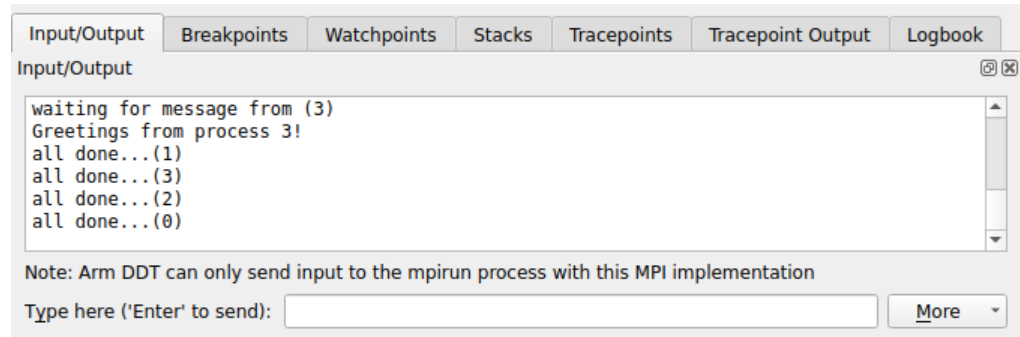 Input/Output Breakpoints Watchpoints Stacks Tracepoints Tracepoint Output Logbook
Input/Output
waiting for message from (3)
Greetings from process 3!
all done...(1)
all done...(3)
all done...(2)
all done...(0)
Note: Arm DDT can only send input to the mpirun process with this MPI implementation
Type here ('Enter' to send): More